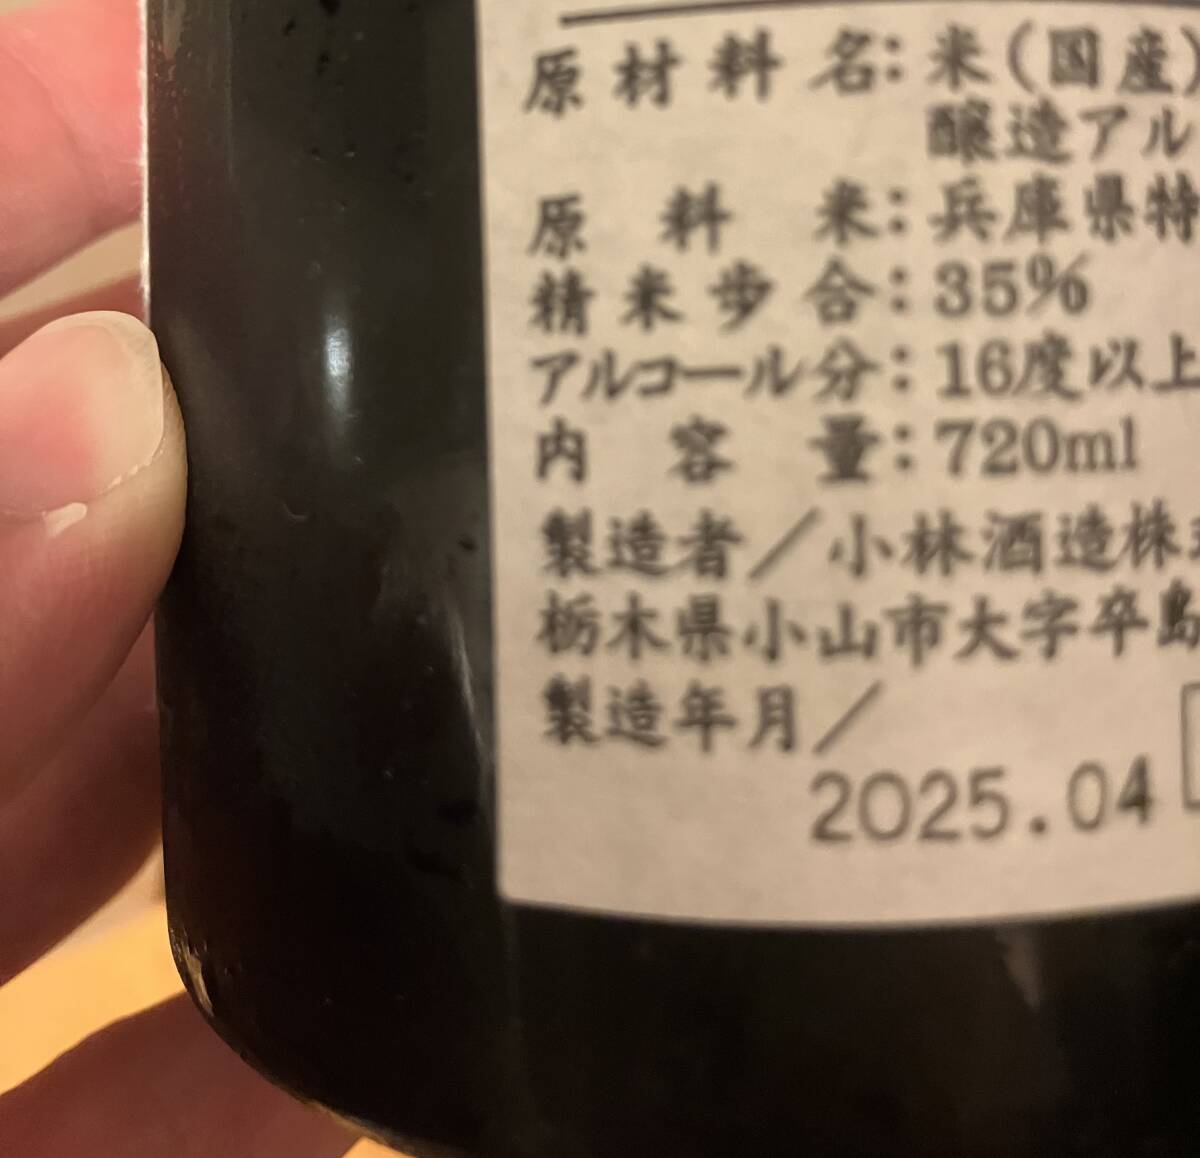 原材料名：米（国産）
醸造アル
原料米：兵庫県特
精米歩合：35%
アルコール分：16度以上
内容量：720ml
製造者／小林酒造株
栃木県小山市大字卒島
製造年月／
2025.04